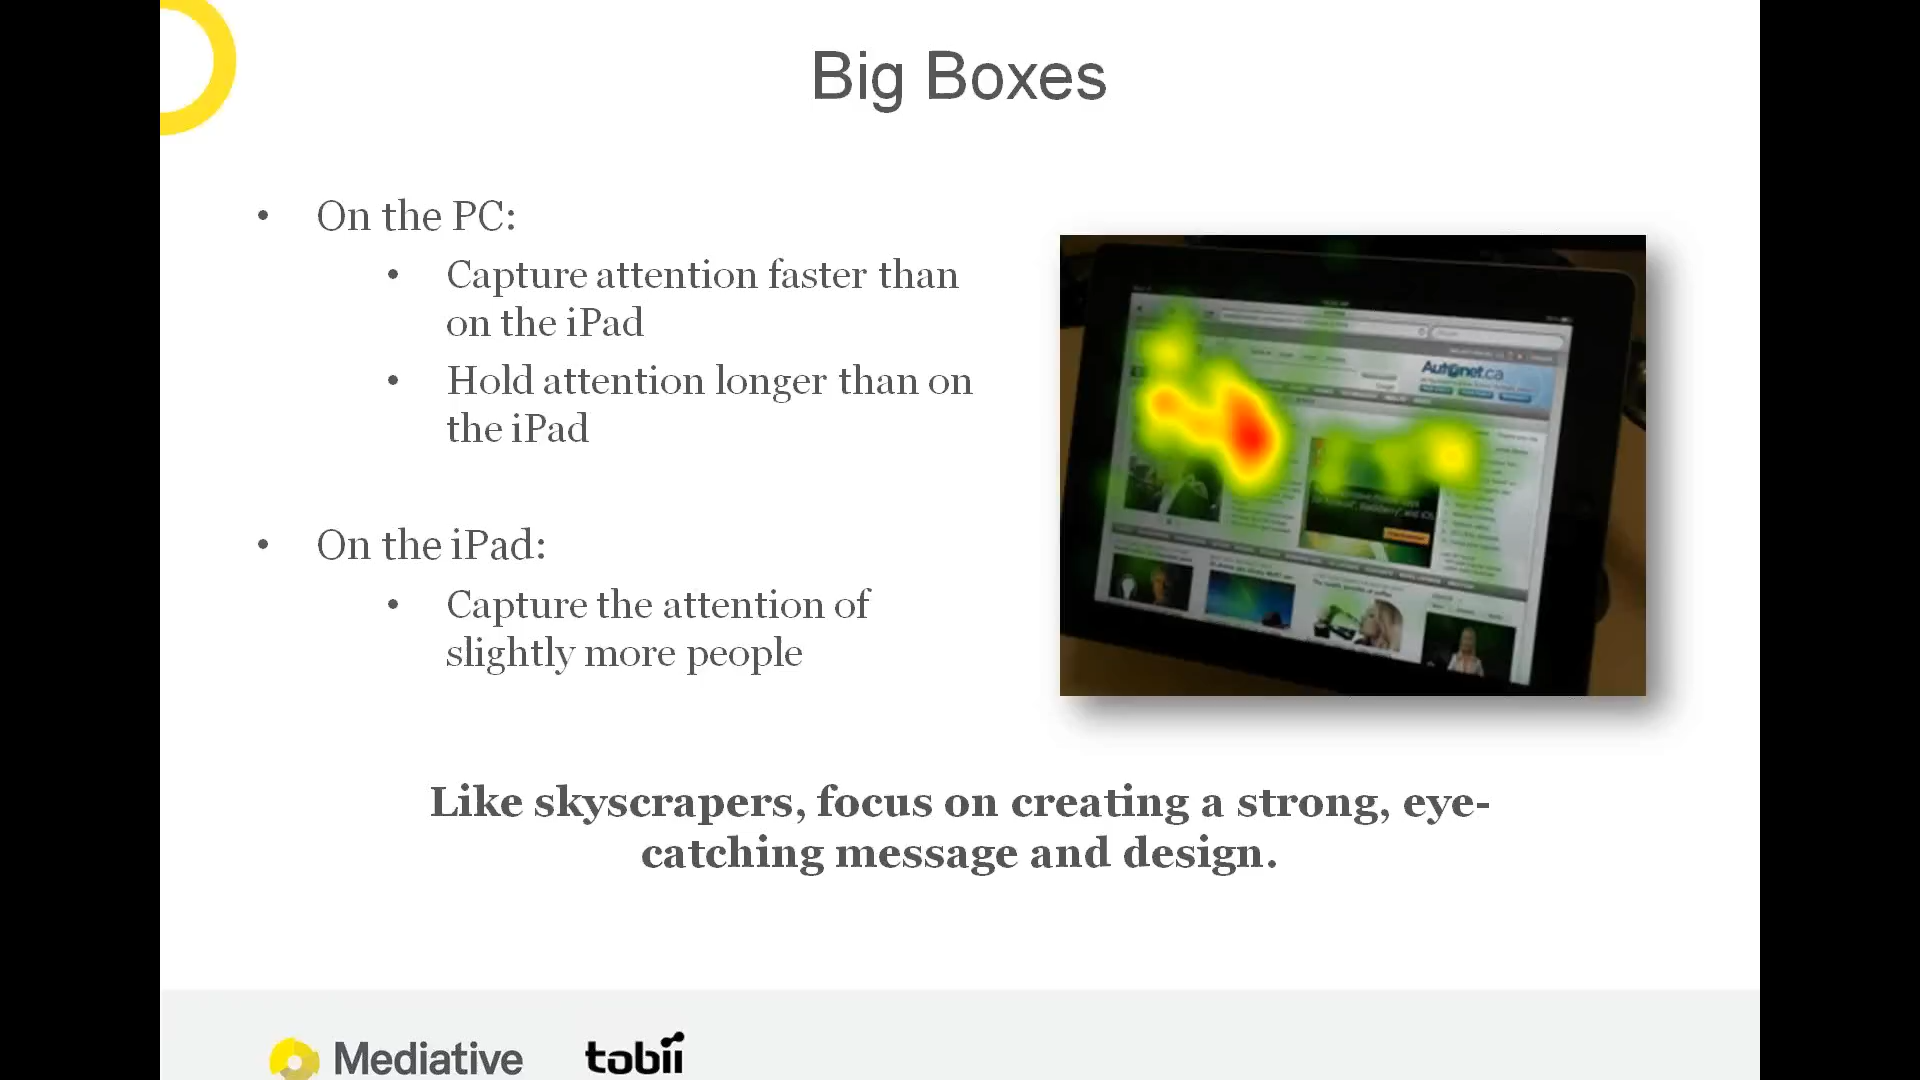 Big Boxes
• On the PC:
• Capture attention faster than
on the iPad
• Hold attention longer than on
the iPad
• On the iPad:
• Capture the attention of
slightly more people
Autonet.ca
Like skyscrapers, focus on creating a strong, eye-
catching message and design.
Mediative
tobii